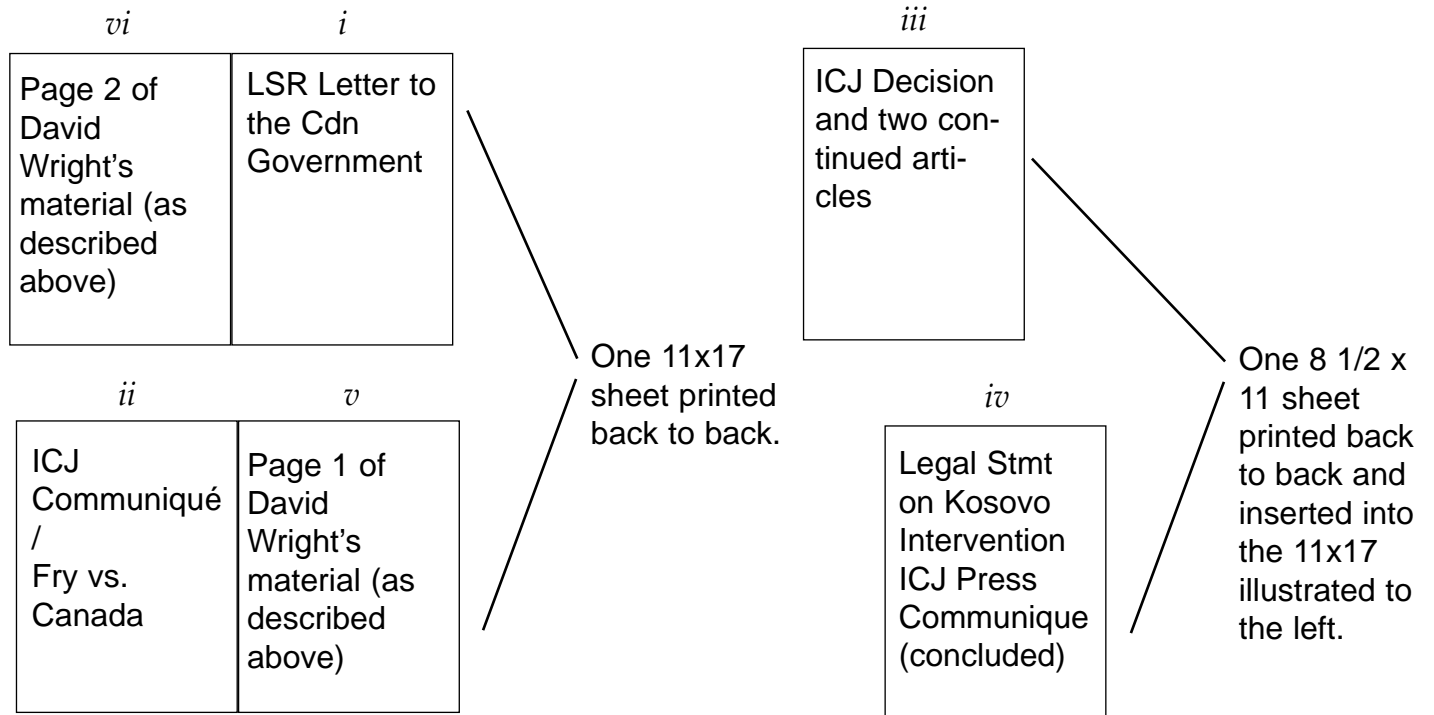 vi
i
Page 2 of
David
Wright's
material (as
described
above)
LSR Letter to
the Cdn
Government
iii
ICJ Decision
and two con-
tinued arti-
cles
One 11x17
sheet printed
back to back.
ii
v
ICJ
Communiqué
/
Fry vs.
Canada
Page 1 of
David
Wright's
material (as
described
above)
iv
Legal Stmt
on Kosovo
Intervention
ICJ Press
Communique
(concluded)
One 8 1/2 x
11 sheet
printed back
to back and
inserted into
the 11x17
illustrated to
the left.